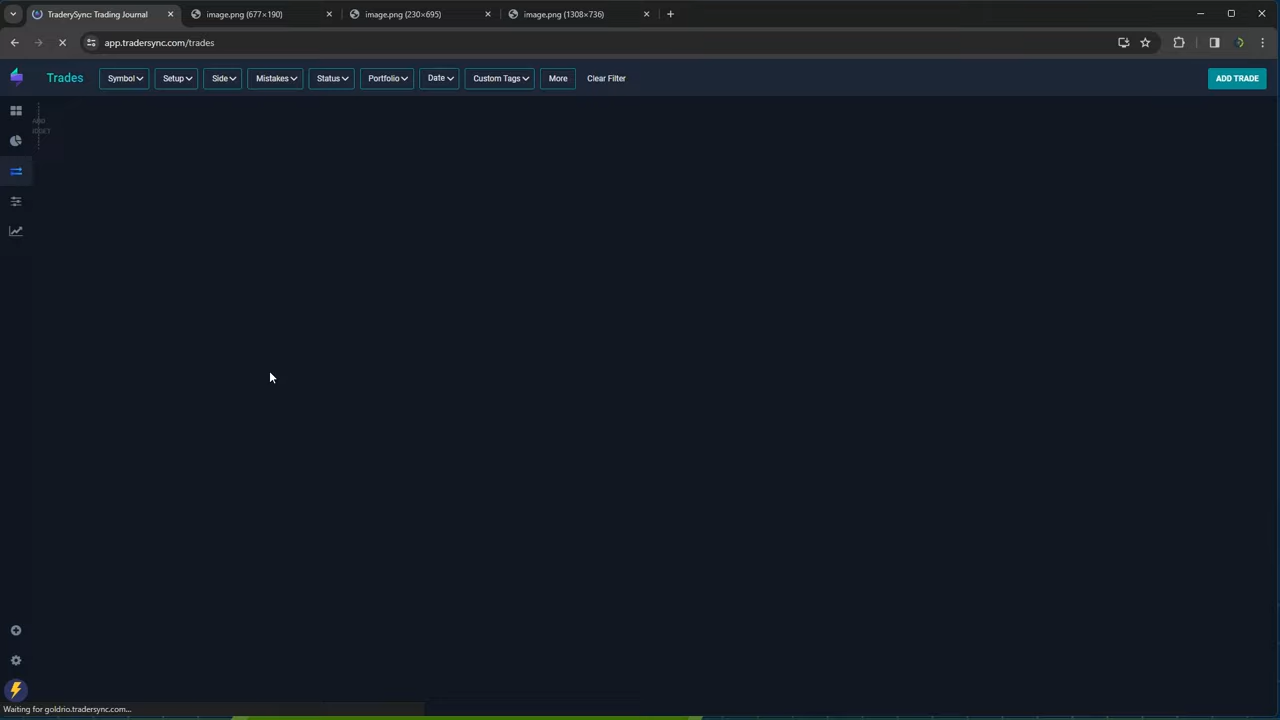 TraderySync: Trading Journal
image.png (677×190)
image.png (230×695)
image.png (1308×736)
app.tradersync.com/trades
Trades
Symbol
Setup
Side
Mistakes
Status
Portfolio
Date
Custom Tags
More
Clear Filter
ADD TRADE
ADD
Waiting for goldrio.tradersync.com...